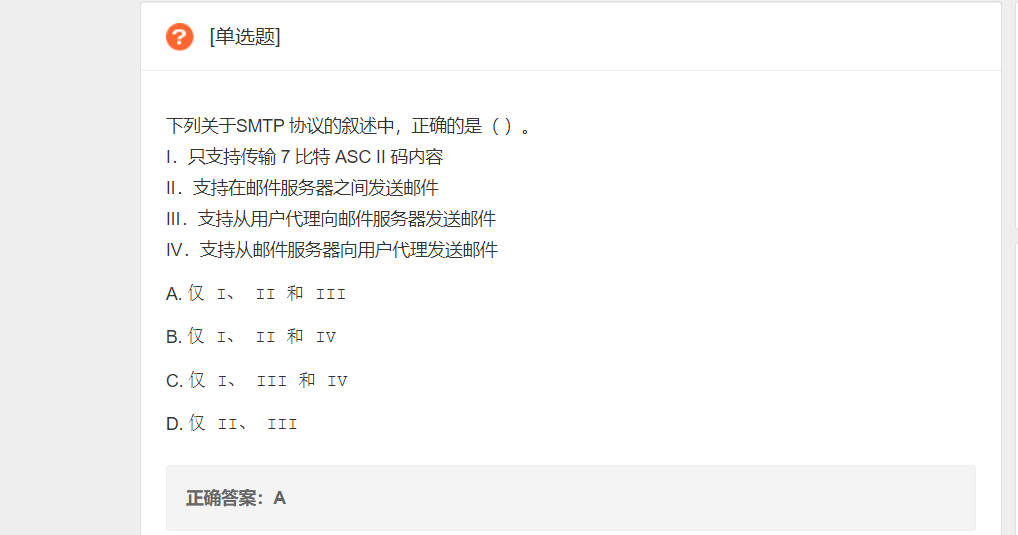 ?
[单选题]
下列关于SMTP 协议的叙述中，正确的是（ ）。
I．只支持传输 7 比特 ASC II 码内容
II．支持在邮件服务器之间发送邮件
III．支持从用户代理向邮件服务器发送邮件
IV．支持从邮件服务器向用户代理发送邮件
A. 仅 I、 II 和 III
B. 仅 I、 II 和 IV
C. 仅 I、 III 和 IV
D. 仅 II、 III
正确答案：A